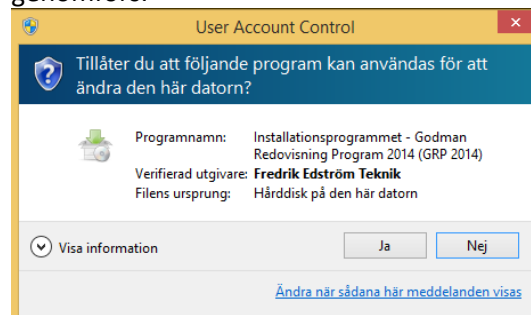 User Account Control
Tillåter du att följande program kan användas för att
ändra den här datorn?
Programnamn: Installationsprogrammet - Godman
Redovisning Program 2014 (GRP 2014)
Verifierad utgivare: Fredrik Edström Teknik
Filens ursprung: Hårddisk på den här datorn
Visa information
Ja
Nej
Ändra när sådana här meddelanden visas